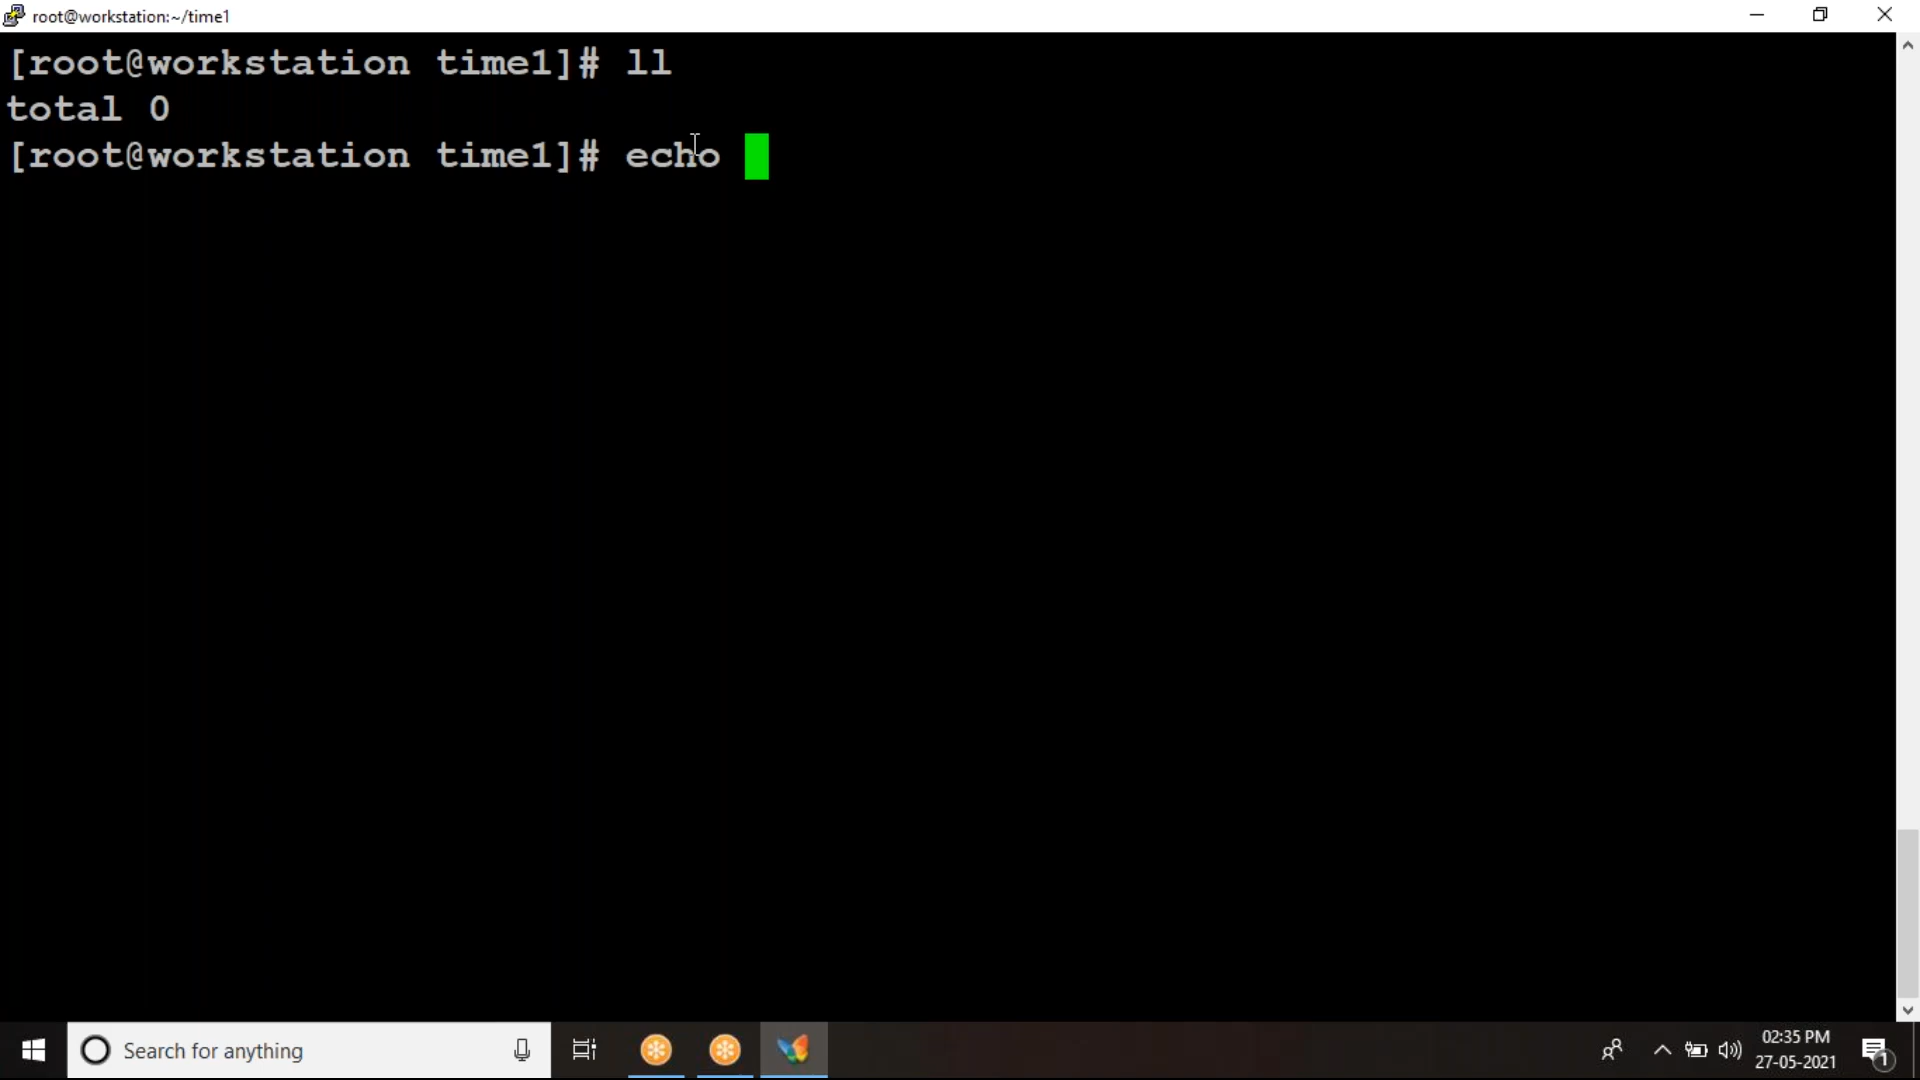 root@workstation:~/time1
[root@workstation time1]# ll
total 0
[root@workstation time1]# echo
Search for anything
02:35 PM
27-05-2021
1